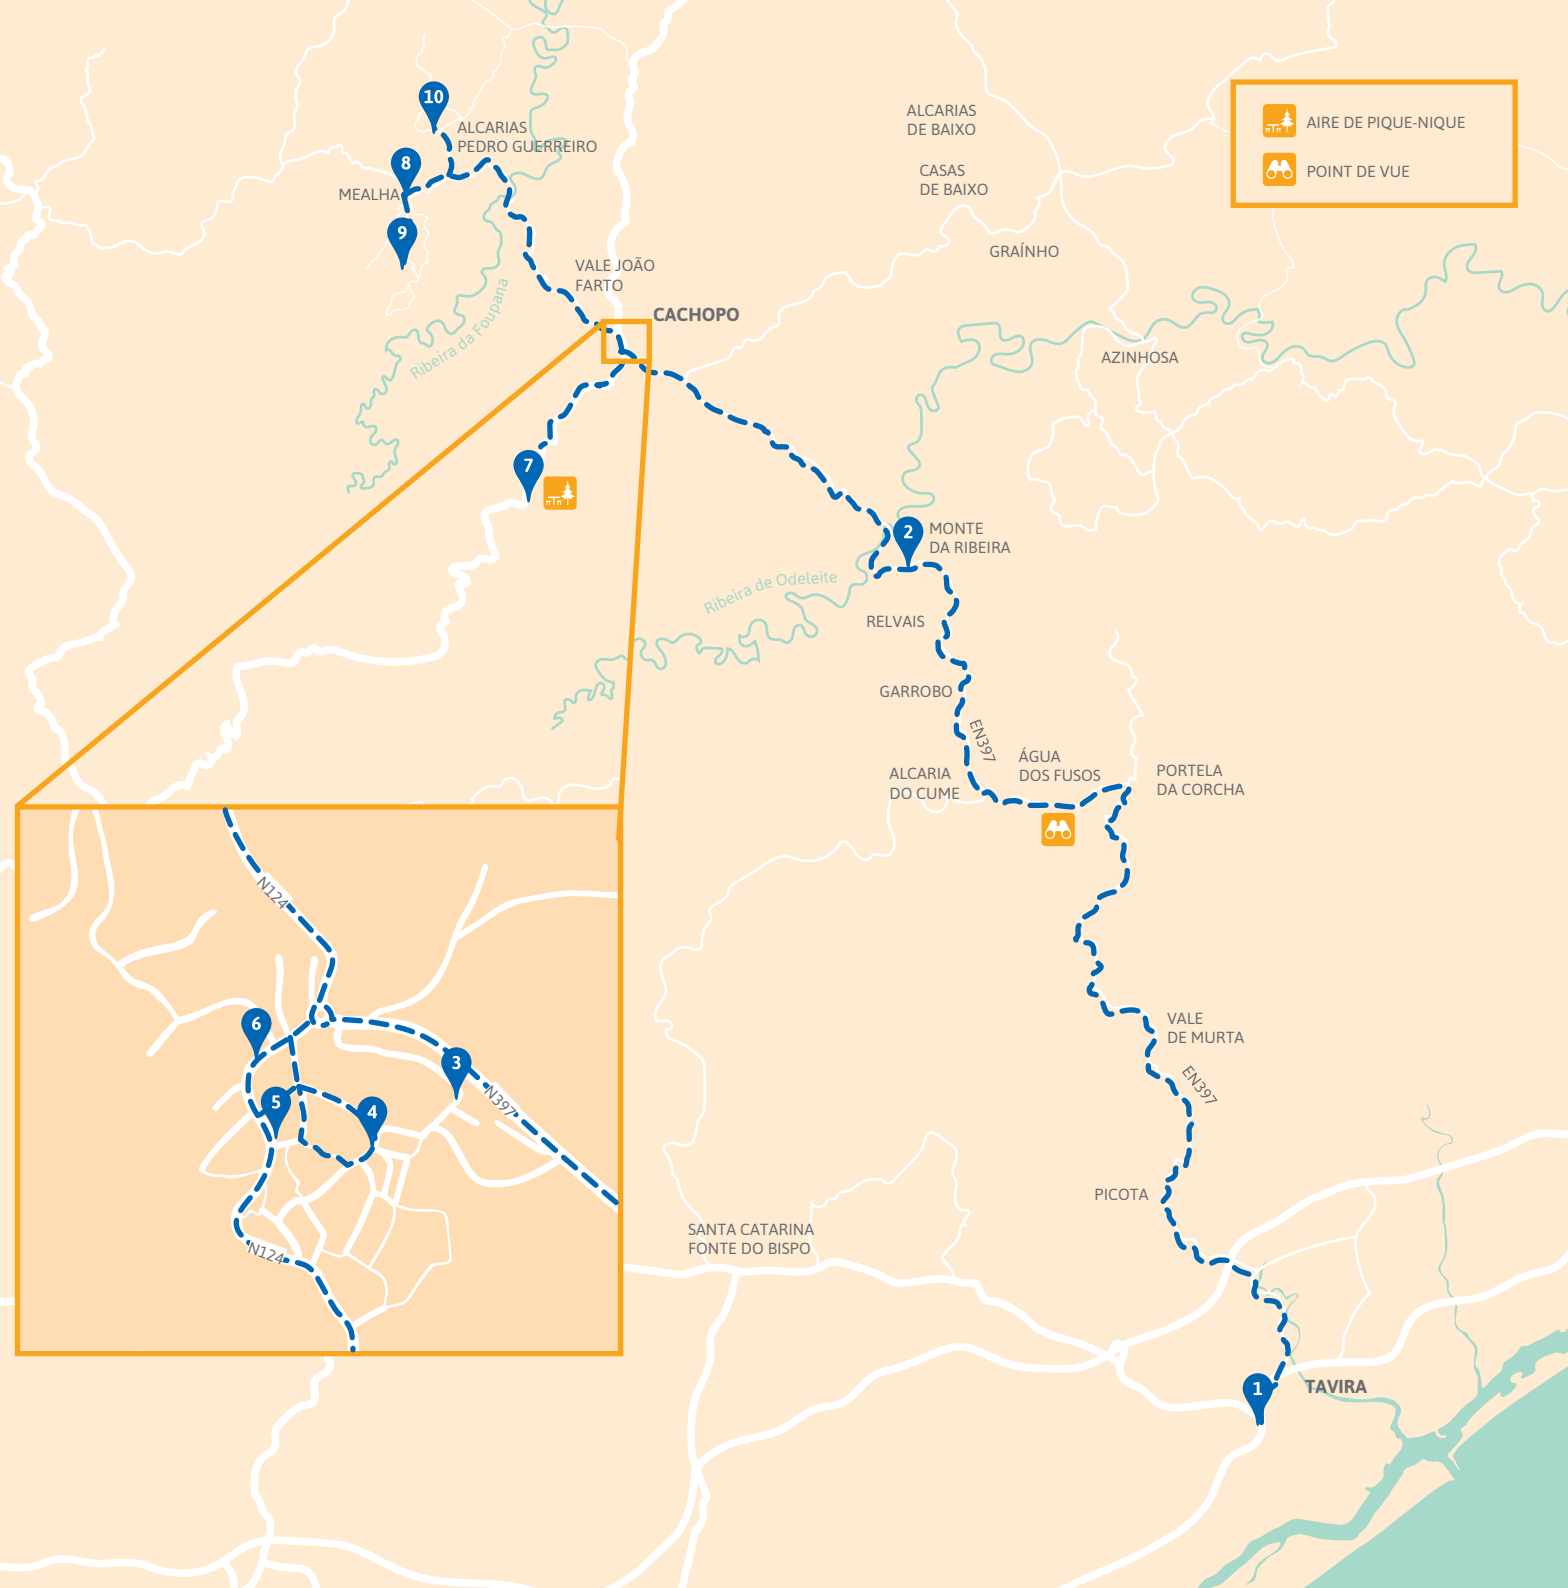 10
ALCARIAS
PEDRO GUERREIRO
8
MEALHA
9
ALCARIAS
DE BAIXO
CASAS
DE BAIXO
GRAÍNHO
AIRE DE PIQUE-NIQUE
POINT DE VUE
VALE JOÃO
FARTO
Ribeira da Foupana
CACHOPO
AZINHOSA
7
2
MONTE
DA RIBEIRA
Ribeira de Odeleite
RELVAIS
GARROBO
EN397
ÁGUA
DOS FUSOS
ALCARIA
DO CUME
PORTELA
DA CORCHA
N124
6
3
5
4
N397
N124
VALE
DE MURTA
EN397
PICOTA
SANTA CATARINA
FONTE DO BISPO
1
TAVIRA